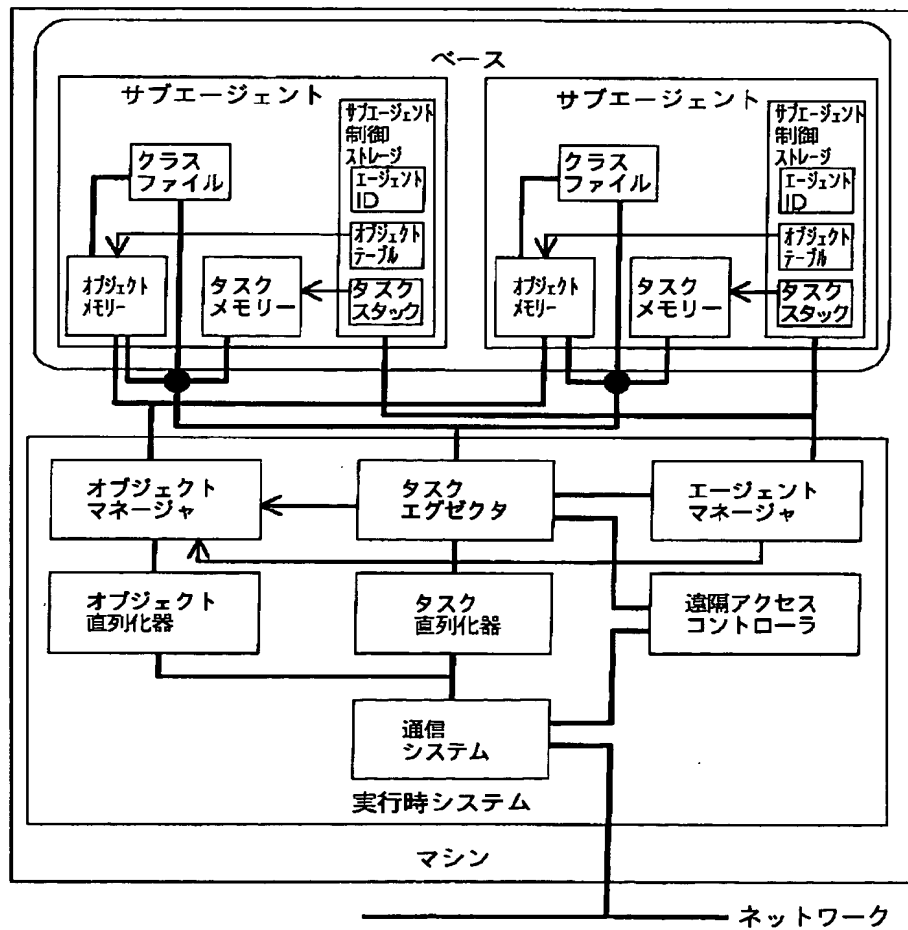 ベース
サブエージェント
サブエージェント
制御
ストレージ
エージェント
ID
オブジェクト
テーブル
タスク
スタック
クラス
ファイル
オブジェクト
メモリー
タスク
メモリー
サブエージェント
サブエージェント
制御
ストレージ
エージェント
ID
オブジェクト
テーブル
タスク
スタック
クラス
ファイル
オブジェクト
メモリー
タスク
メモリー
オブジェクト
マネージャ
タスク
エグゼクタ
エージェント
マネージャ
オブジェクト
直列化器
タスク
直列化器
遠隔アクセス
コントローラ
通信
システム
実行時システム
マシン
ネットワーク